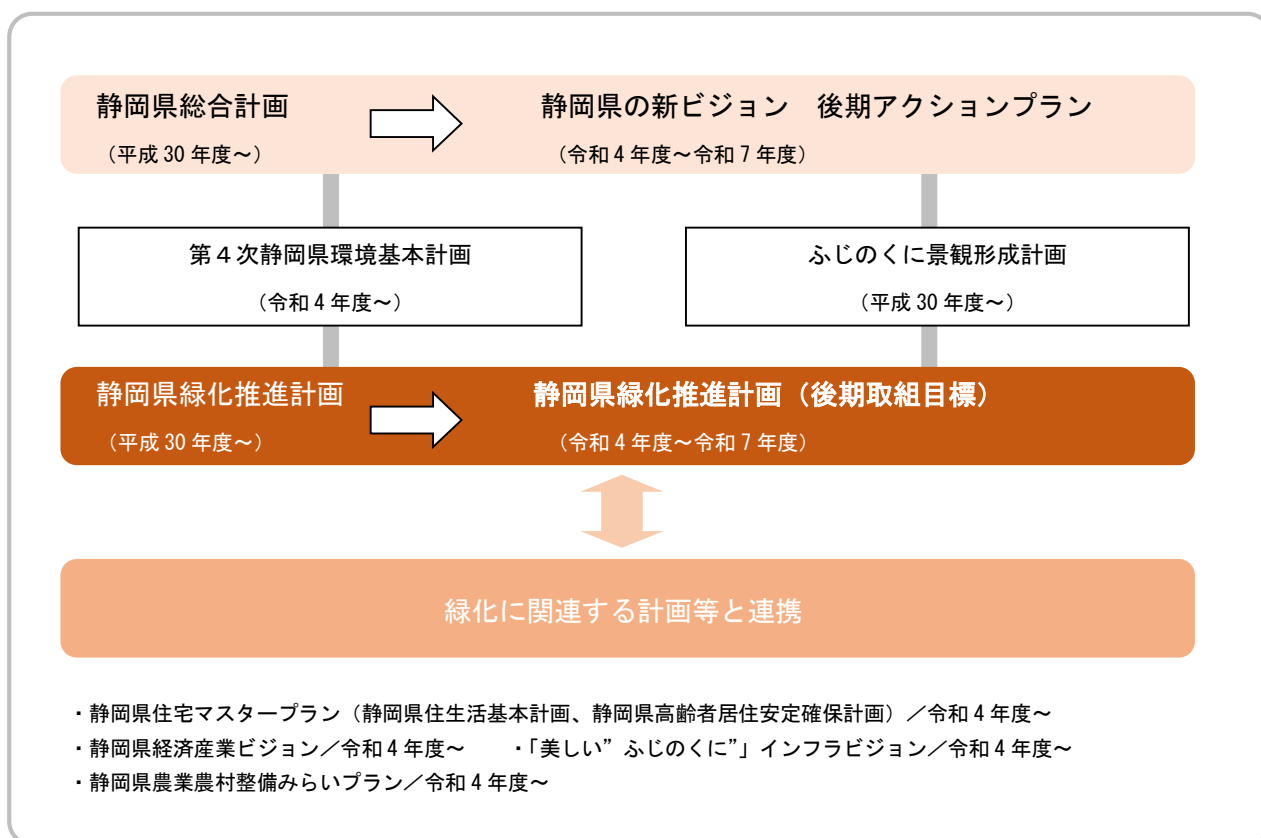 静岡県総合計画
静岡県の新ビジョン　後期アクションプラン
（平成 30 年度～）
（令和 4 年度～令和 7 年度）
第４次静岡県環境基本計画
（令和 4 年度～）
ふじのくに景観形成計画
（平成 30 年度～）
静岡県緑化推進計画
静岡県緑化推進計画（後期取組目標）
（平成 30 年度～）
（令和 4 年度～令和 7 年度）
緑化に関連する計画等と連携
・静岡県住宅マスタープラン（静岡県住生活基本計画、静岡県高齢者居住安定確保計画）／令和 4 年度～
・静岡県経済産業ビジョン／令和 4 年度～　　・「美しい”ふじのくに”」インフラビジョン／令和 4 年度～
・静岡県農業農村整備みらいプラン／令和 4 年度～